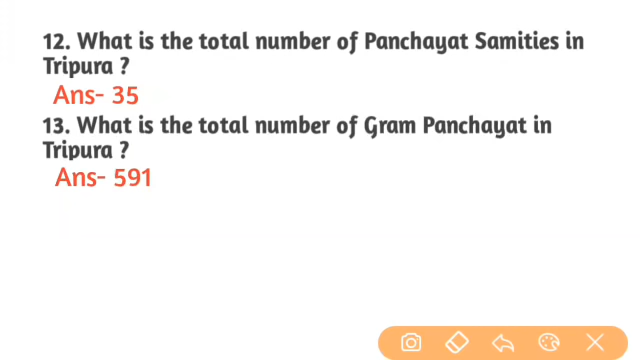 12. What is the total number of Panchayat Samities in
Tripura ?
Ans- 35
13. What is the total number of Gram Panchayat in
Tripura ?
Ans- 591